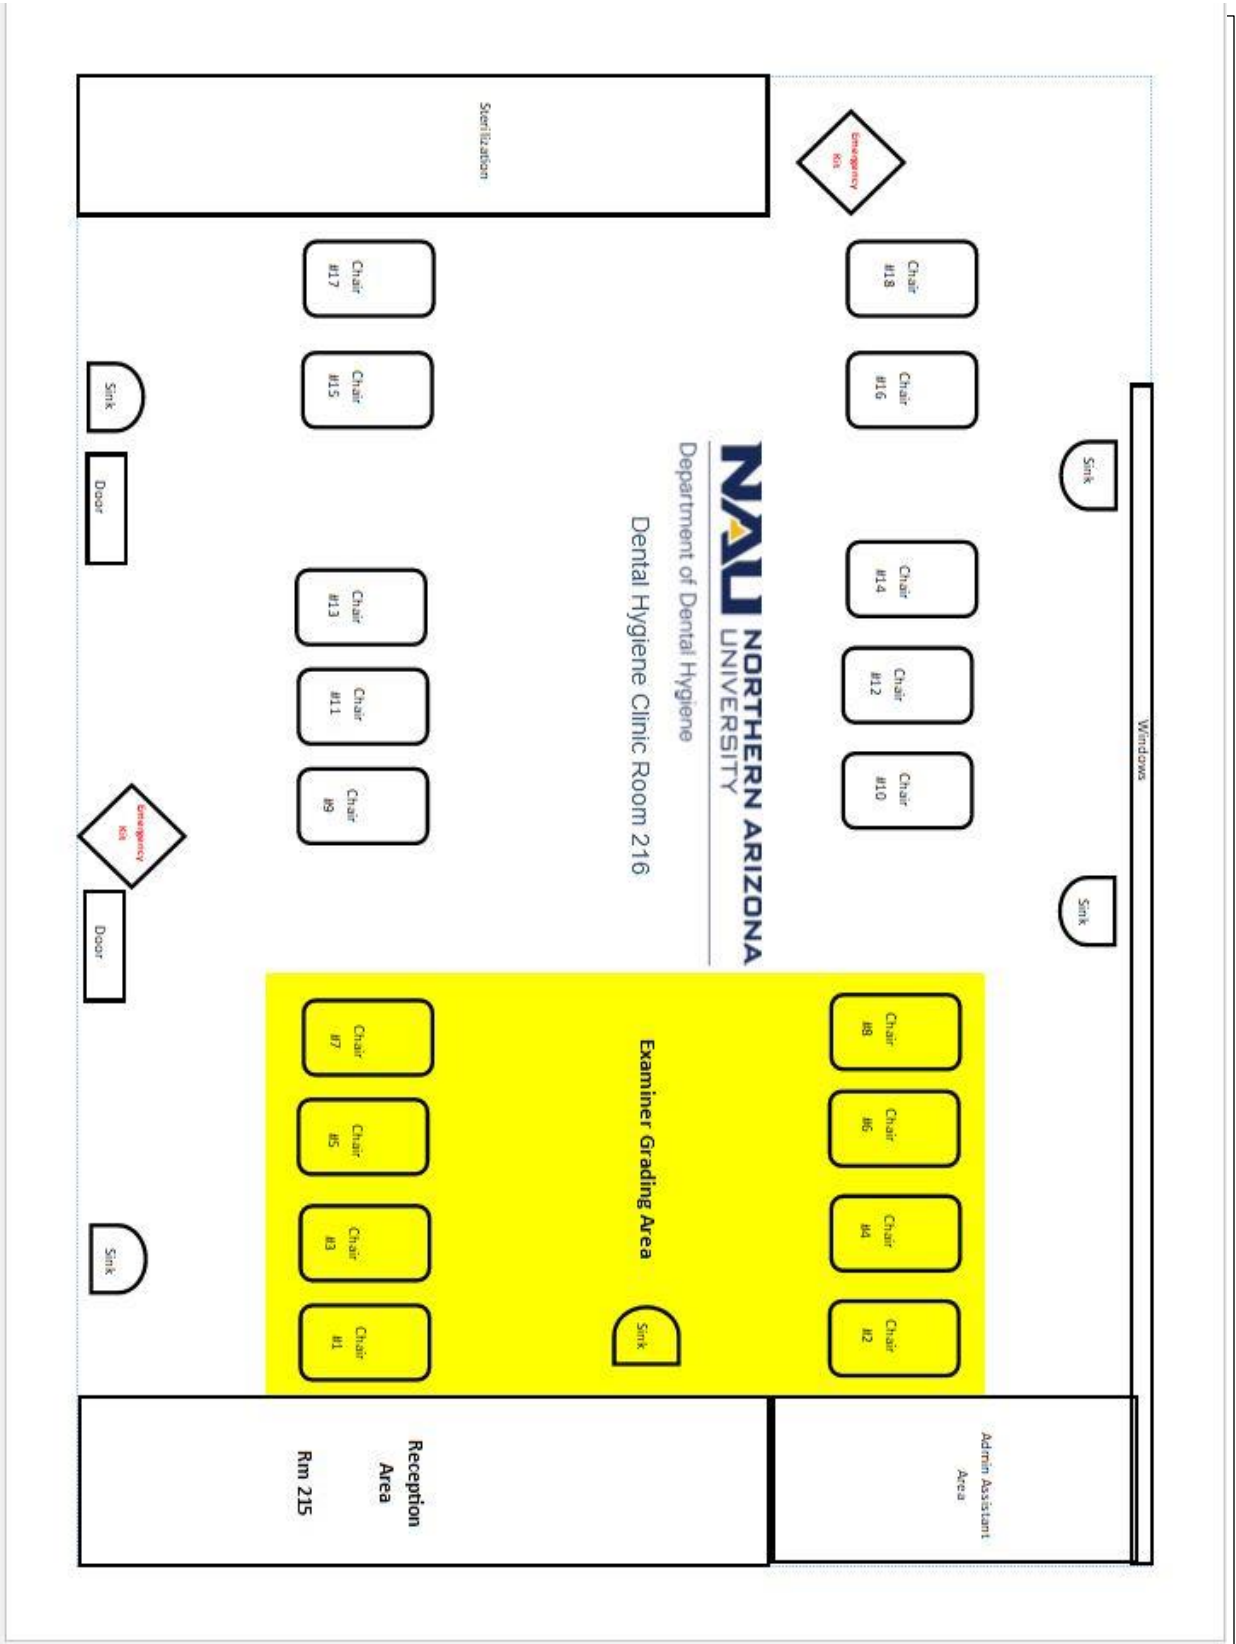 Windows
Sink
Sink
Emergency
Kit
Chair
#18
Chair
#16
Chair
#14
Chair
#12
Chair
#10
Chair
#8
Chair
#6
Chair
#4
Chair
#2
Admin Assistant
Area
NAU NORTHERN ARIZONA
UNIVERSITY
Department of Dental Hygiene
Dental Hygiene Clinic Room 216
Examiner Grading Area
Sink
Sterilization
Chair
#17
Chair
#15
Chair
#13
Chair
#11
Chair
#9
Chair
#7
Chair
#5
Chair
#3
Chair
#1
Reception
Area
Rm 215
Sink
Door
Emergency
Kit
Door
Sink